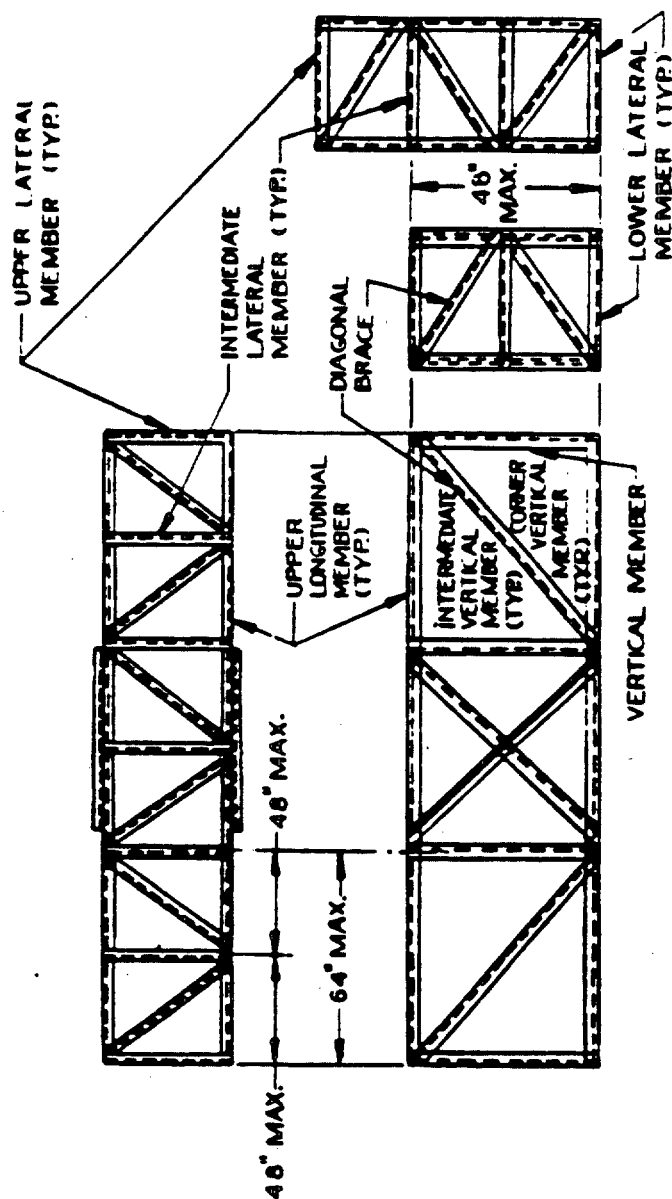 UPPER LATERAL
MEMBER (TYP.)
INTERMEDIATE
LATERAL
MEMBER (TYP.)
UPPER
LONGITUDINAL
MEMBER
(TYP.)
DIAGONAL
BRACE
48" MAX.
48" MAX.
64" MAX.
48"
MAX.
INTERMEDIATE
VERTICAL
MEMBER
(TYP.)
CORNER
VERTICAL
MEMBER
(TYP.)
VERTICAL MEMBER
LOWER LATERAL
MEMBER (TYP.)